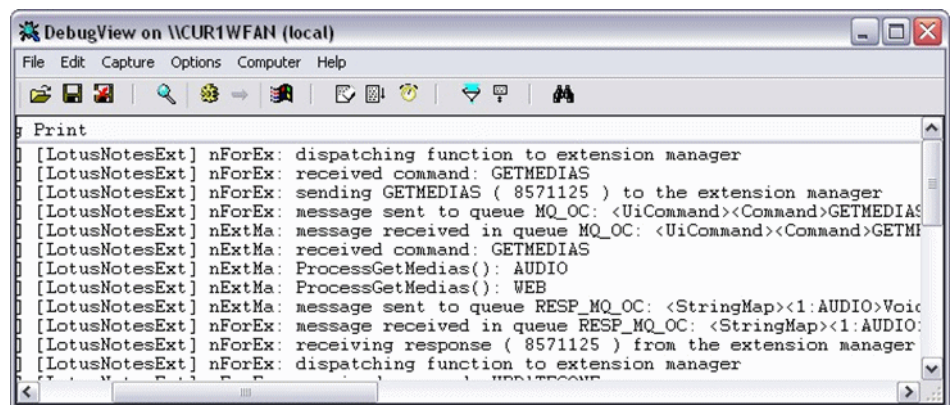 DebugView on \\CUR1WFAN (local)
File Edit Capture Options Computer Help
g Print
] [LotusNotesExt] nForEx: dispatching function to extension manager
] [LotusNotesExt] nForEx: received command: GETMEDIAS
] [LotusNotesExt] nForEx: sending GETMEDIAS ( 8571125 ) to the extension manager
] [LotusNotesExt] nForEx: message sent to queue MQ_OC: <UiCommand><Command>GETMEDIAS
] [LotusNotesExt] nExtMa: message received in queue MQ_OC: <UiCommand><Command>GETM
] [LotusNotesExt] nExtMa: received command: GETMEDIAS
] [LotusNotesExt] nExtMa: ProcessGetMedias(): AUDIO
] [LotusNotesExt] nExtMa: ProcessGetMedias(): WEB
] [LotusNotesExt] nExtMa: message sent to queue RESP_MQ_OC: <StringMap><1:AUDIO>Voic
] [LotusNotesExt] nForEx: message received in queue RESP_MQ_OC: <StringMap><1:AUDIO
] [LotusNotesExt] nForEx: receiving response ( 8571125 ) from the extension manager
] [LotusNotesExt] nForEx: dispatching function to extension manager